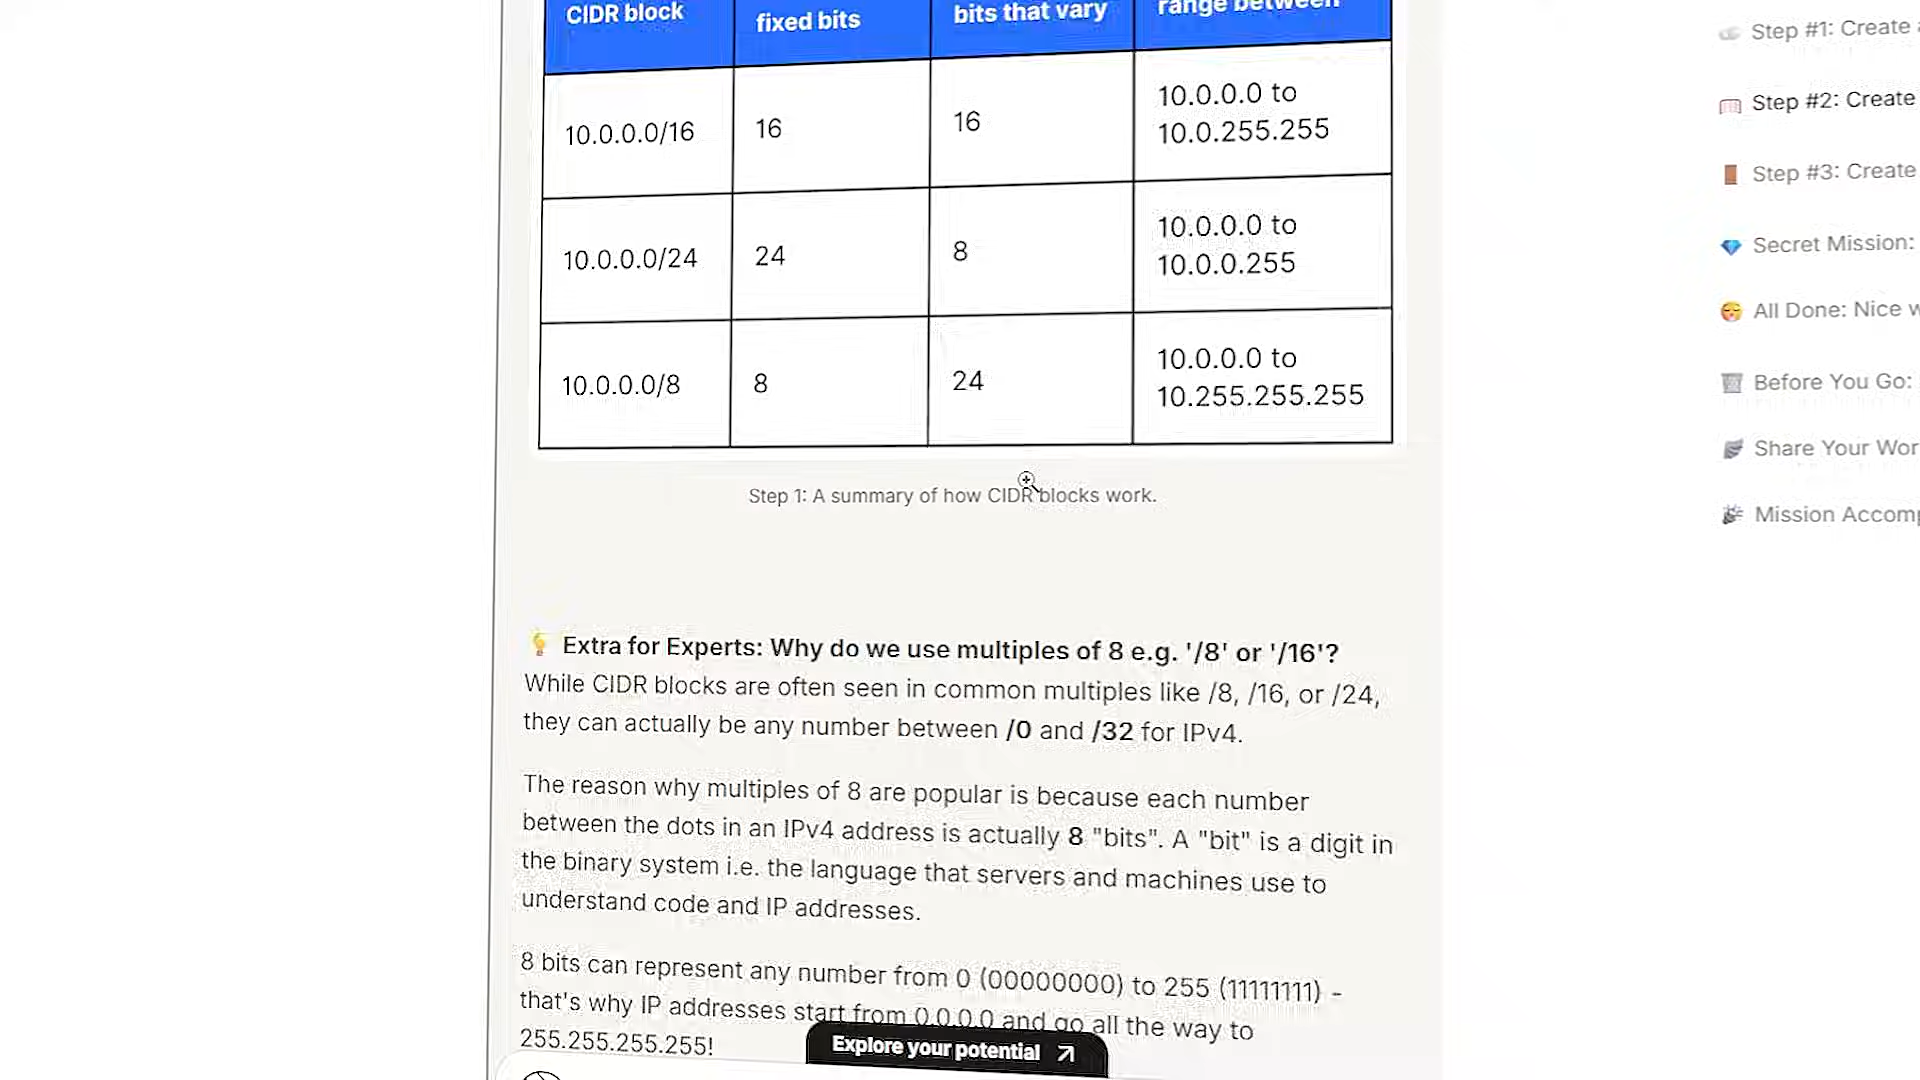 CIDR block
fixed bits
bits that vary
range between
10.0.0.0/16
16
16
10.0.0.0 to
10.0.255.255
10.0.0.0/24
24
8
10.0.0.0 to
10.0.0.255
10.0.0.0/8
8
24
10.0.0.0 to
10.255.255.255
Step 1: A summary of how CIDR blocks work.
Extra for Experts: Why do we use multiples of 8 e.g. '/8' or '/16'?
While CIDR blocks are often seen in common multiples like /8, /16, or /24,
they can actually be any number between /0 and /32 for IPv4.
The reason why multiples of 8 are popular is because each number
between the dots in an IPv4 address is actually 8 "bits". A "bit" is a digit in
the binary system i.e. the language that servers and machines use to
understand code and IP addresses.
8 bits can represent any number from 0 (00000000) to 255 (11111111) -
that's why IP addresses start from 0.0.0.0 and go all the way to
255.255.255.255!
Explore your potential
Step #1: Create
Step #2: Create
Step #3: Create
Secret Mission:
All Done: Nice
Before You Go:
Share Your
Mission